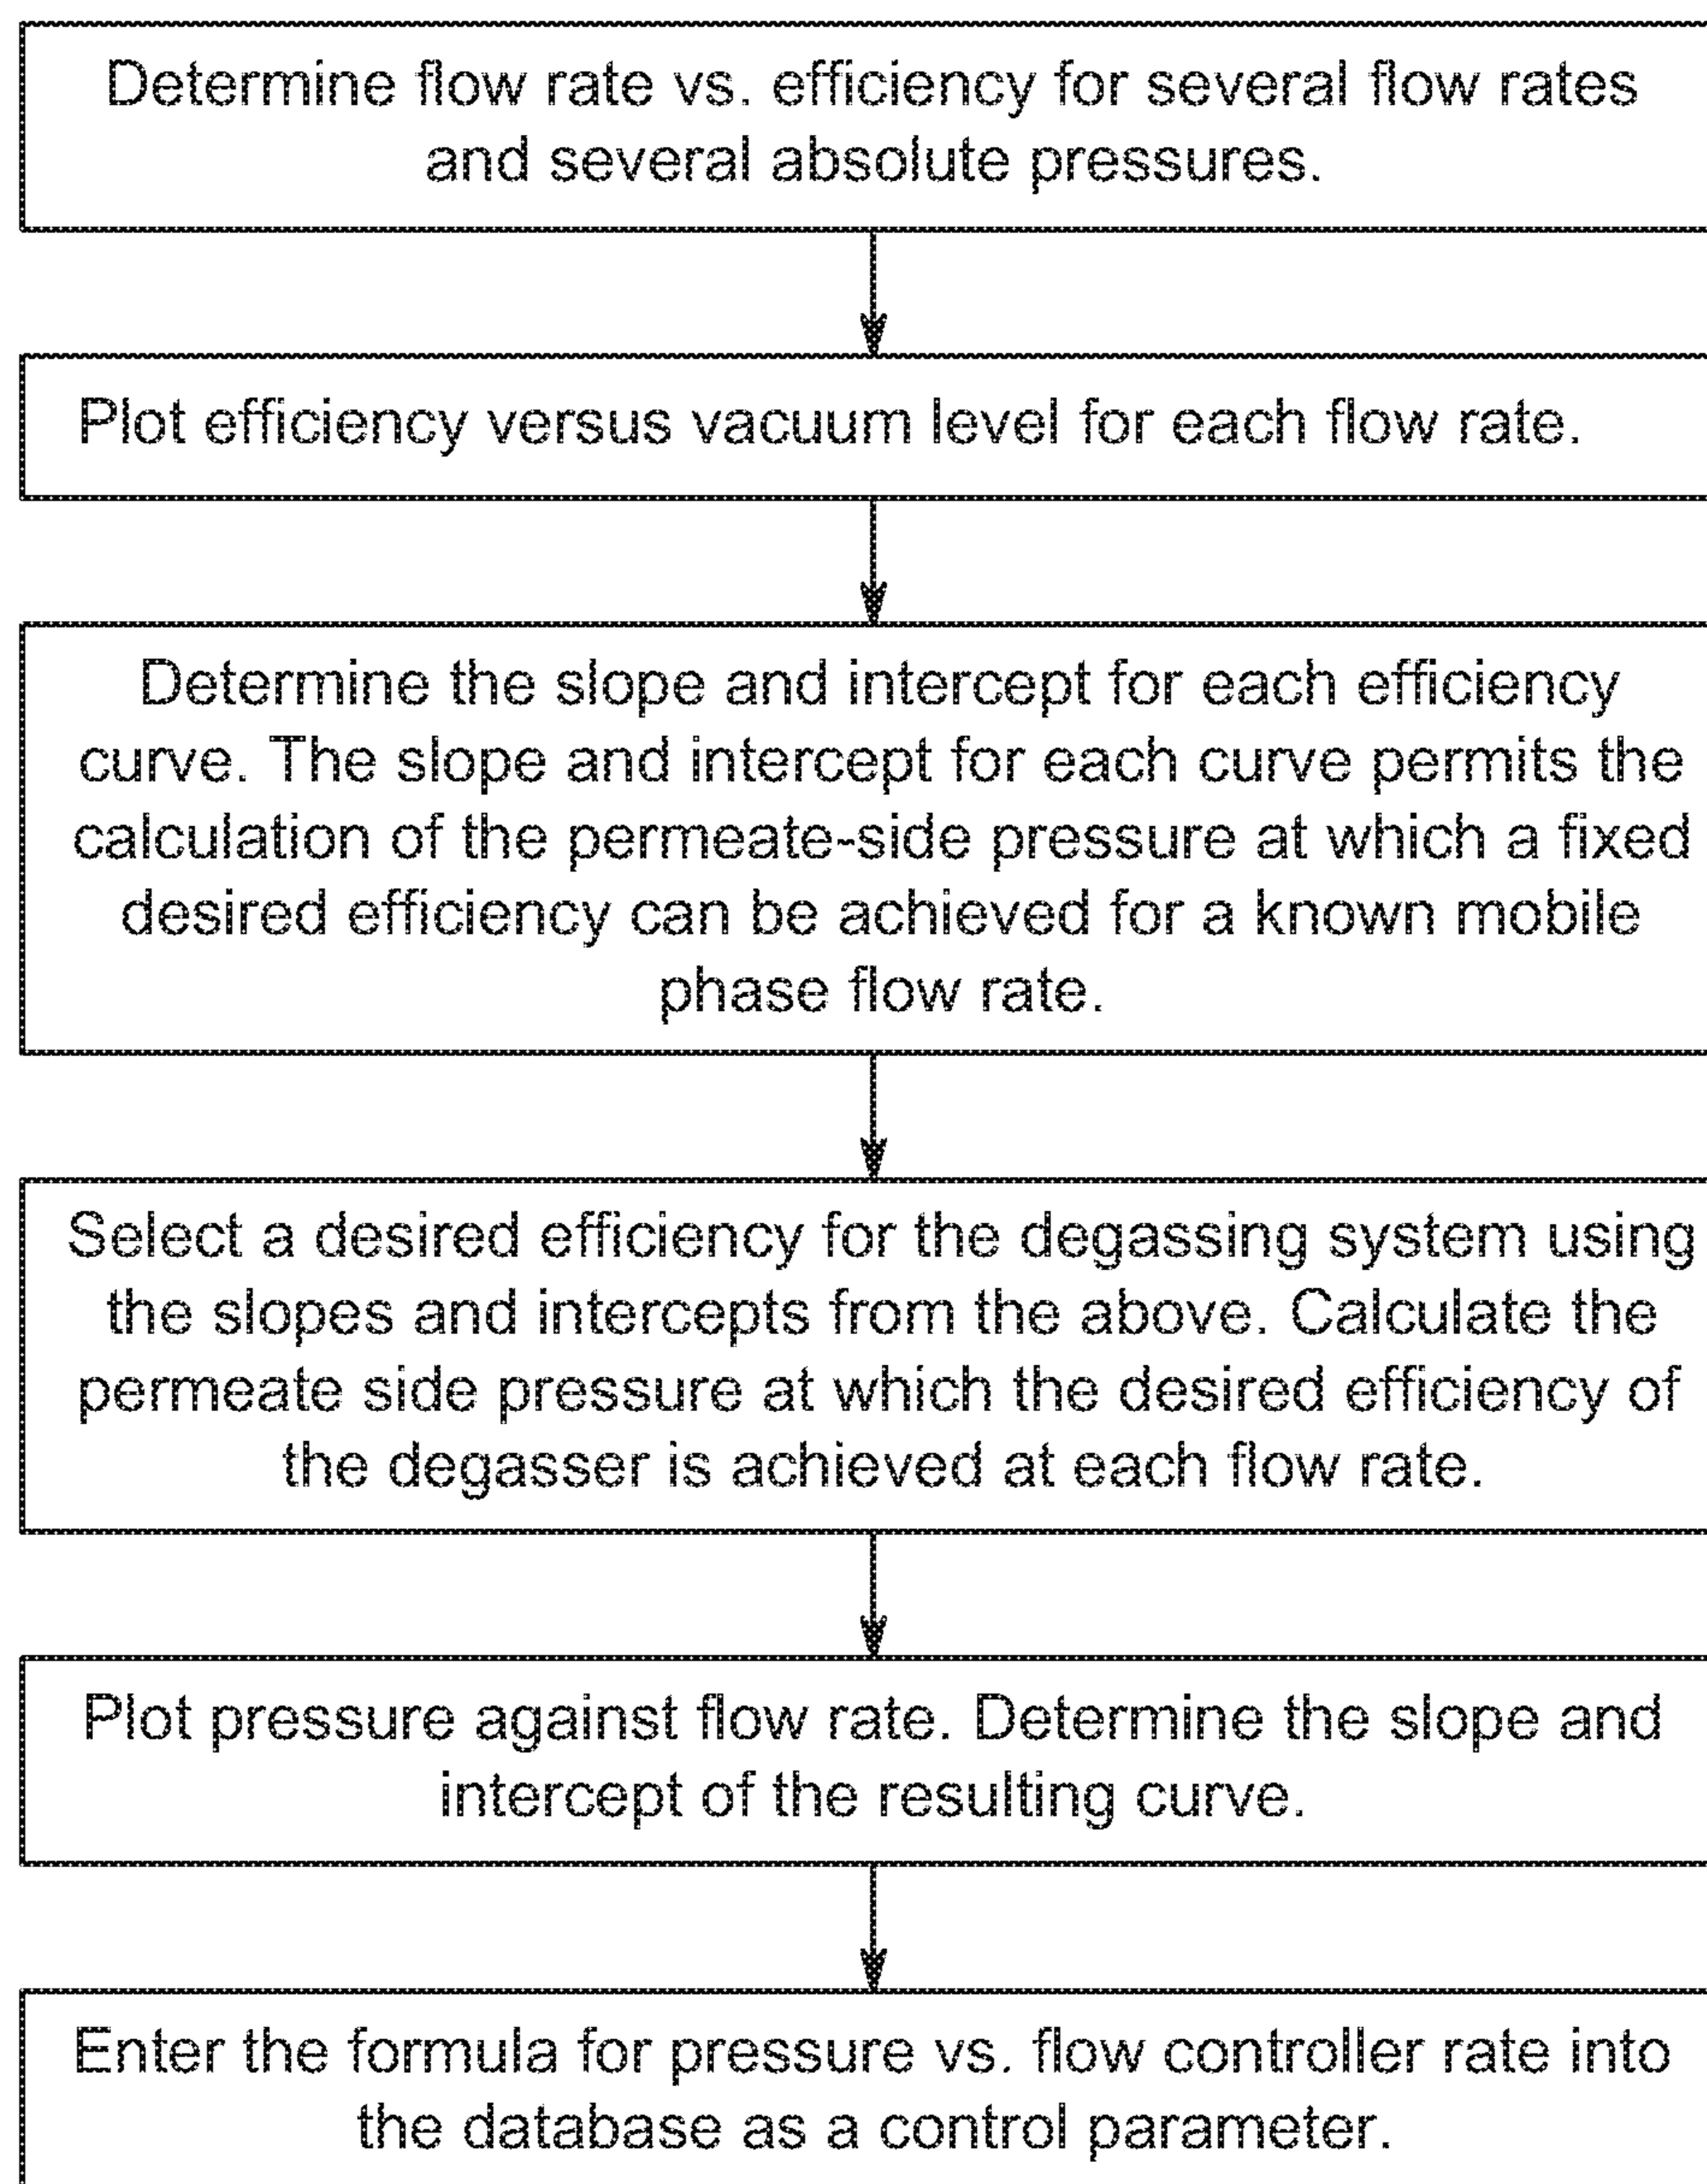 Determine flow rate vs. efficiency for several flow rates
and several absolute pressures.
Plot efficiency versus vacuum level for each flow rate.
Determine the slope and intercept for each efficiency
curve. The slope and intercept for each curve permits the
calculation of the permeate-side pressure at which a fixed
desired efficiency can be achieved for a known mobile
phase flow rate.
Select a desired efficiency for the degassing system using
the slopes and intercepts from the above. Calculate the
permeate side pressure at which the desired efficiency of
the degasser is achieved at each flow rate.
Plot pressure against flow rate. Determine the slope and
intercept of the resulting curve.
Enter the formula for pressure vs. flow controller rate into
the database as a control parameter.